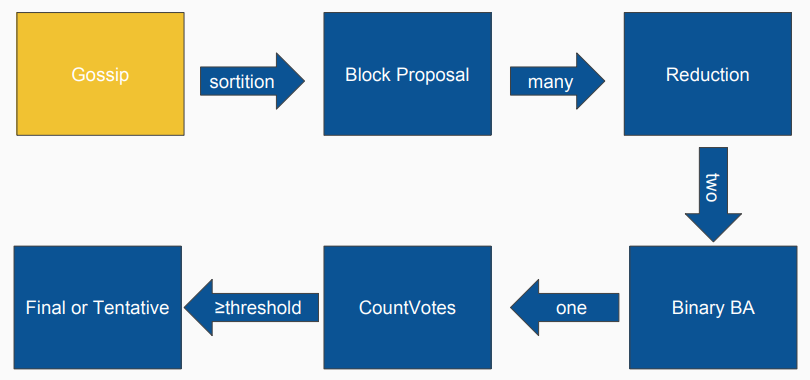 Gossip
sortition
Block Proposal
many
Reduction
two
Binary BA
one
CountVotes
≥threshold
Final or Tentative